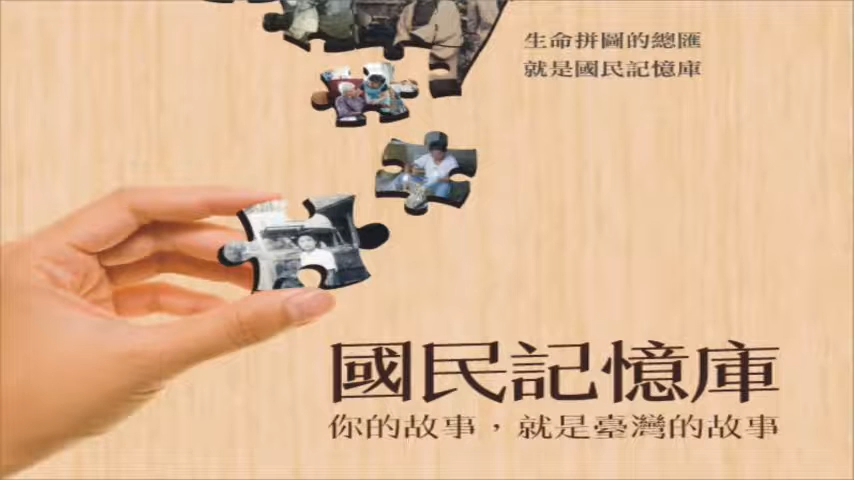 生命拼圖的總匯
就是國民記憶庫
國民記憶庫
你的故事，就是臺灣的故事